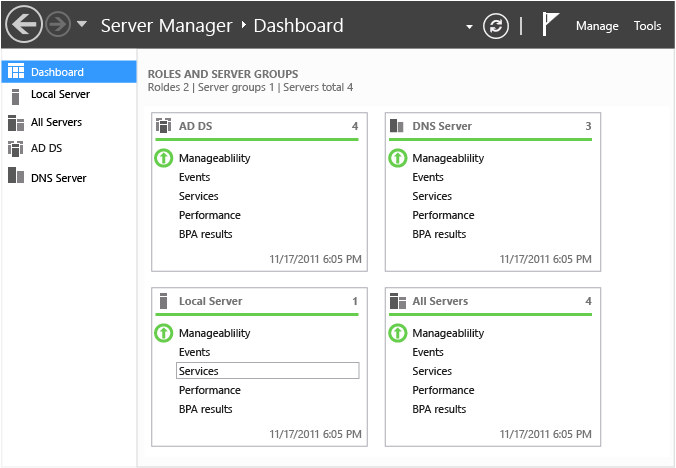 Server Manager ‣ Dashboard
Manage Tools
Dashboard
Local Server
All Servers
AD DS
DNS Server
ROLES AND SERVER GROUPS
Roldes 2 | Server groups 1 | Servers total 4
AD DS 4
Manageablility
Events
Services
Performance
BPA results
11/17/2011 6:05 PM
DNS Server 3
Manageablility
Events
Services
Performance
BPA results
11/17/2011 6:05 PM
Local Server 1
Manageablility
Events
Services
Performance
BPA results
11/17/2011 6:05 PM
All Servers 4
Manageablility
Events
Services
Performance
BPA results
11/17/2011 6:05 PM